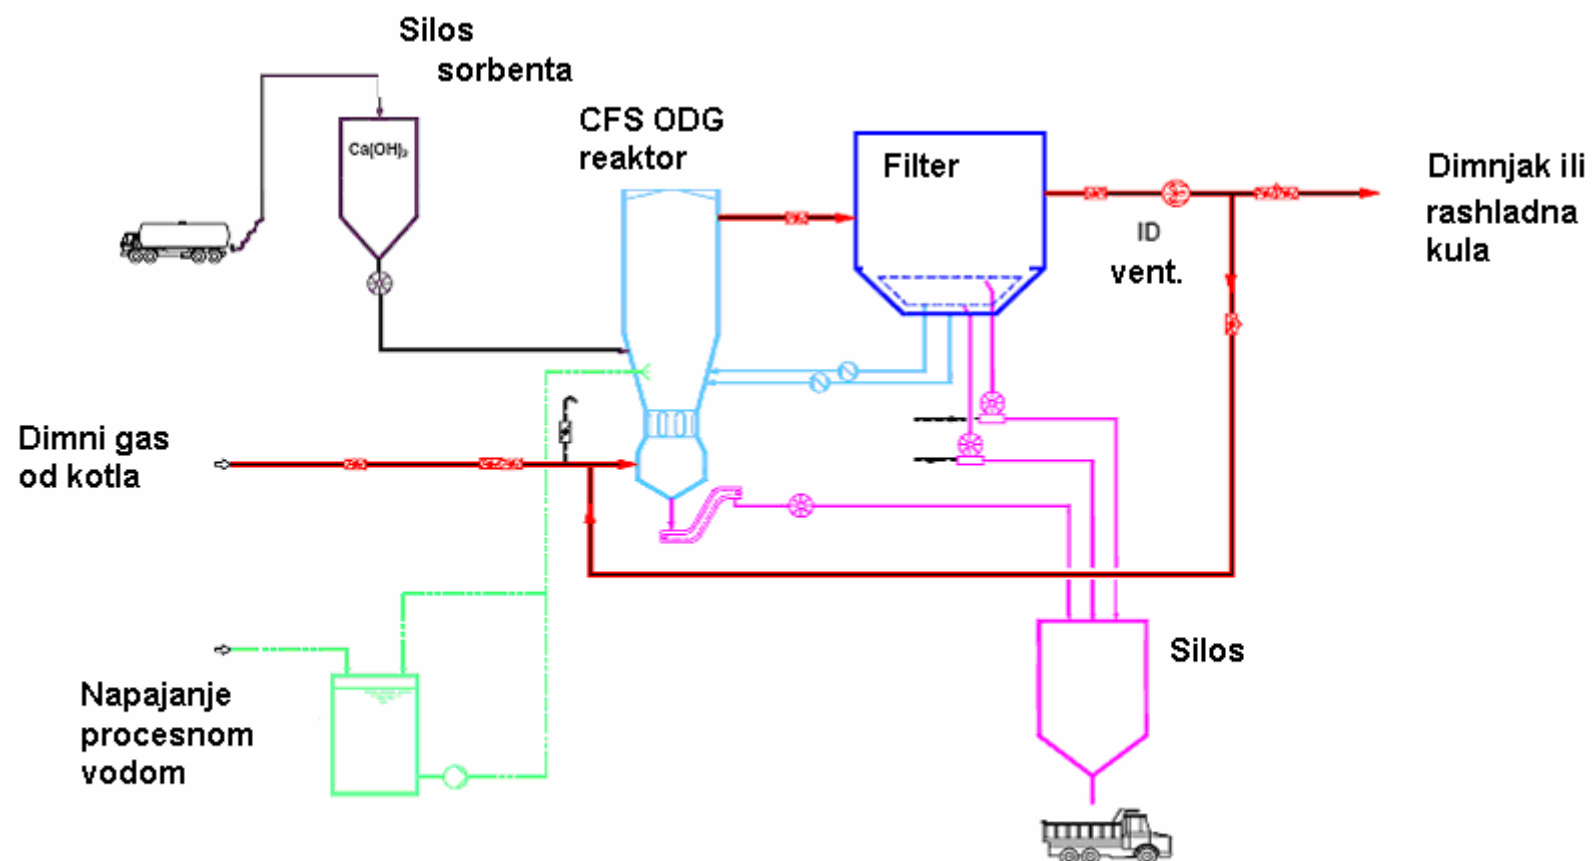 Silos
sorbenta
CFS ODG
reaktor
Ca(OH)₂
Filter
Dimnjak ili
rashladna
kula
ID
vent.
Dimni gas
od kotla
Silos
Napajanje
procesnom
vodom